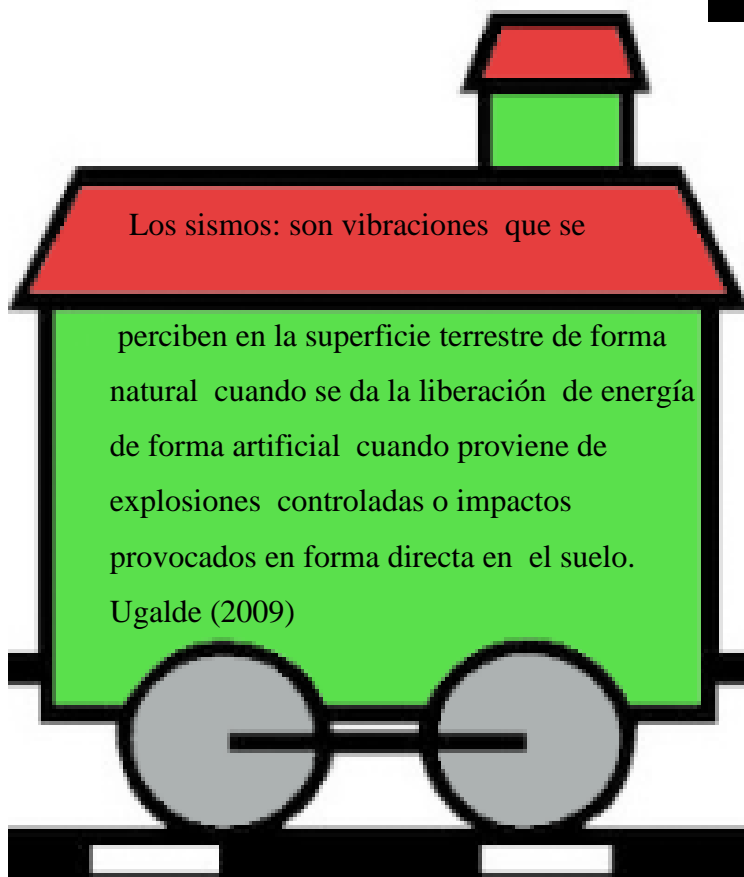 Los sismos: son vibraciones que se
perciben en la superficie terrestre de forma
natural cuando se da la liberación de energía
de forma artificial cuando proviene de
explosiones controladas o impactos
provocados en forma directa en el suelo.
Ugalde (2009)